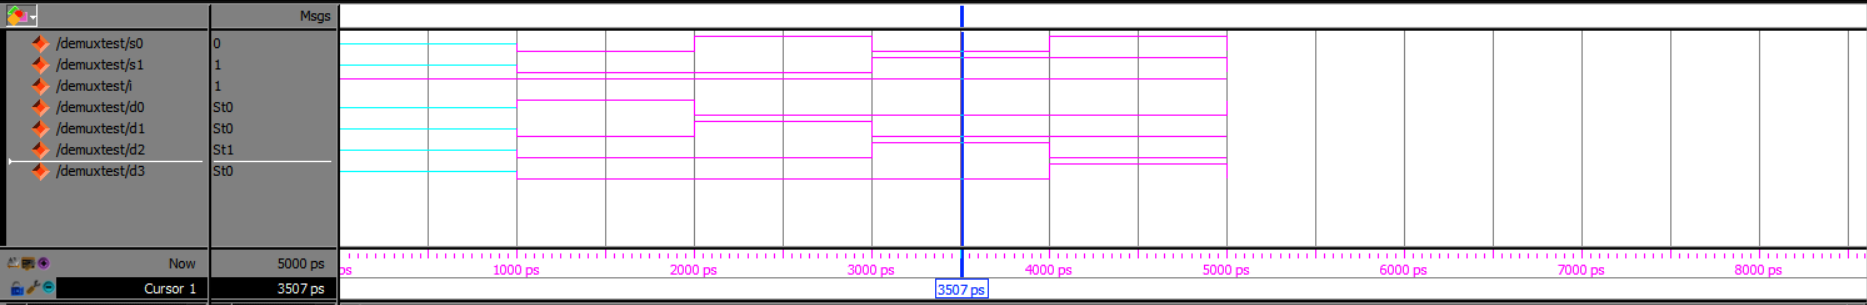 Msgs
/demuxtest/s0 0
/demuxtest/s1 1
/demuxtest/i 1
/demuxtest/d0 St0
/demuxtest/d1 St0
/demuxtest/d2 St1
/demuxtest/d3 St0
Now 5000 ps ps 1000 ps 2000 ps 3000 ps 4000 ps 5000 ps 6000 ps 7000 ps 8000 ps
Cursor 1 3507 ps 3507 ps